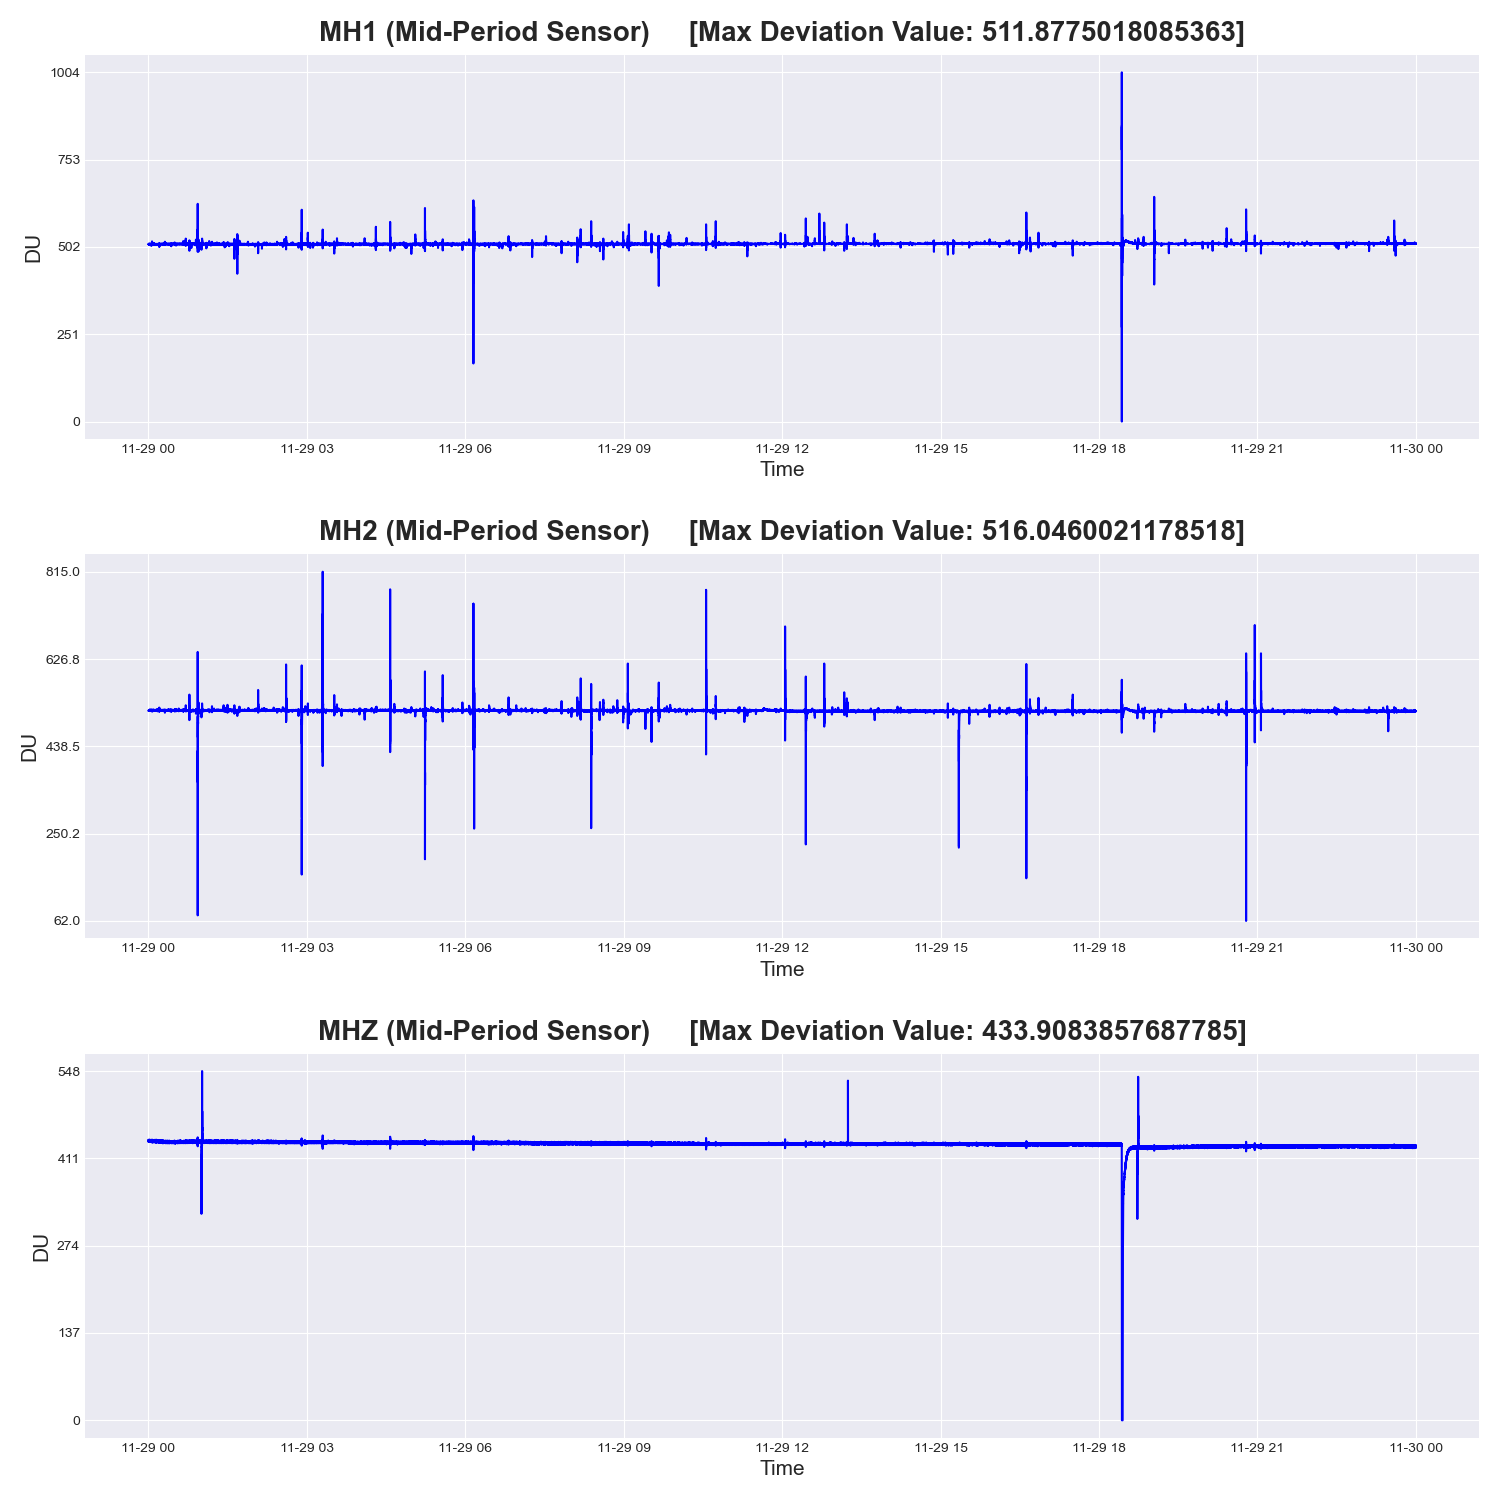 MH1 (Mid-Period Sensor) [Max Deviation Value: 511.8775018085363]
1004
753
502
251
0
DU
11-29 00 11-29 03 11-29 06 11-29 09 11-29 12 11-29 15 11-29 18 11-29 21 11-30 00
Time
MH2 (Mid-Period Sensor) [Max Deviation Value: 516.0460021178518]
815.0
626.8
438.5
250.2
62.0
DU
11-29 00 11-29 03 11-29 06 11-29 09 11-29 12 11-29 15 11-29 18 11-29 21 11-30 00
Time
MHZ (Mid-Period Sensor) [Max Deviation Value: 433.9083857687785]
548
411
274
137
0
DU
11-29 00 11-29 03 11-29 06 11-29 09 11-29 12 11-29 15 11-29 18 11-29 21 11-30 00
Time